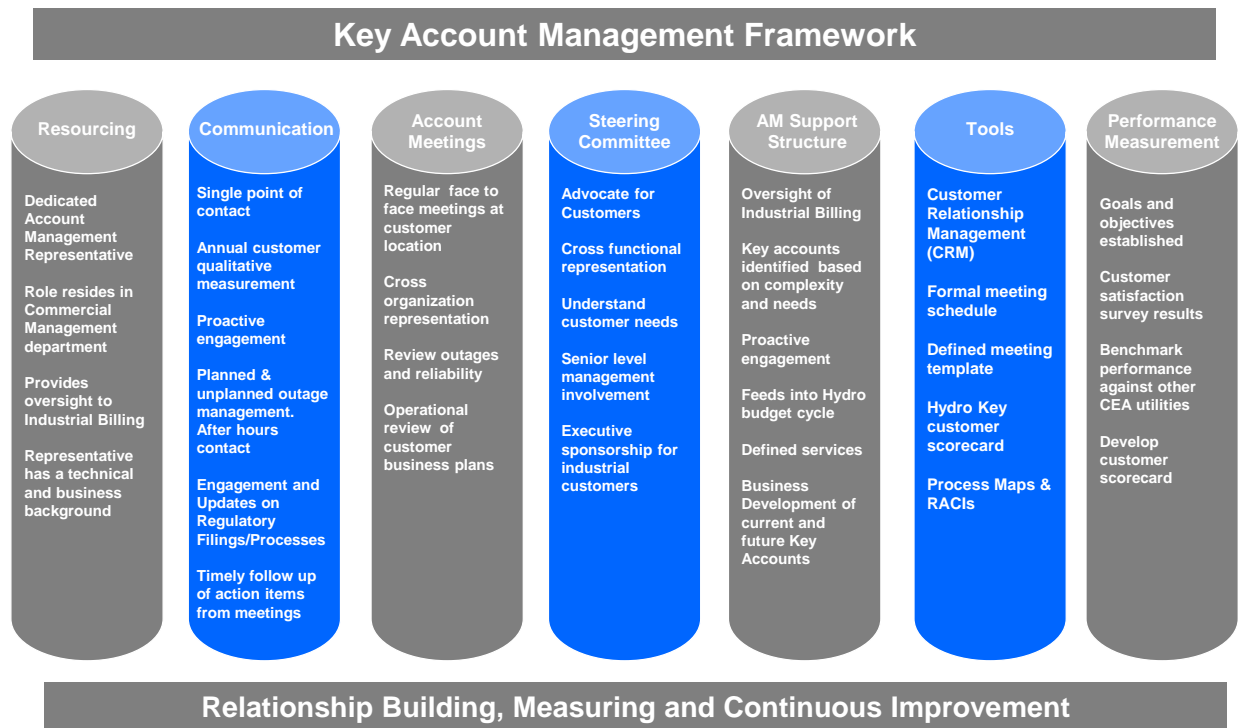 Key Account Management Framework
Resourcing
Dedicated
Account
Management
Representative
Role resides in
Commercial
Management
department
Provides
oversight to
Industrial Billing
Representative
has a technical
and business
background
Communication
Single point of
contact
Annual customer
qualitative
measurement
Proactive
engagement
Planned &
unplanned outage
management.
After hours
contact
Engagement and
Updates on
Regulatory
Filings/Processes
Timely follow up
of action items
from meetings
Account
Meetings
Regular face to
face meetings at
customer
location
Cross
organization
representation
Review outages
and reliability
Operational
review of
customer
business plans
Steering
Committee
Advocate for
Customers
Cross functional
representation
Understand
customer needs
Senior level
management
involvement
Executive
sponsorship for
industrial
customers
AM Support
Structure
Oversight of
Industrial Billing
Key accounts
identified based
on complexity
and needs
Proactive
engagement
Feeds into Hydro
budget cycle
Defined services
Business
Development of
current and
future Key
Accounts
Tools
Customer
Relationship
Management
(CRM)
Formal meeting
schedule
Defined meeting
template
Hydro Key
customer
scorecard
Process Maps &
RACIs
Performance
Measurement
Goals and
objectives
established
Customer
satisfaction
survey results
Benchmark
performance
against other
CEA utilities
Develop
customer
scorecard
Relationship Building, Measuring and Continuous Improvement